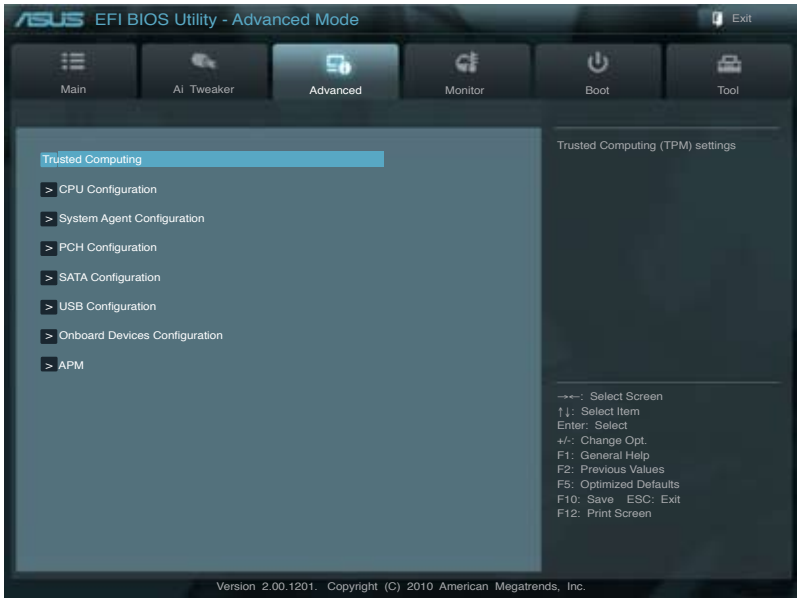 ASUS EFI BIOS Utility - Advanced Mode
Exit
Main
Ai Tweaker
Advanced
Monitor
Boot
Tool
Trusted Computing
> CPU Configuration
> System Agent Configuration
> PCH Configuration
> SATA Configuration
> USB Configuration
> Onboard Devices Configuration
> APM
Trusted Computing (TPM) settings
→←: Select Screen
↑↓: Select Item
Enter: Select
+/-: Change Opt.
F1: General Help
F2: Previous Values
F5: Optimized Defaults
F10: Save ESC: Exit
F12: Print Screen
Version 2.00.1201. Copyright (C) 2010 American Megatrends, Inc.